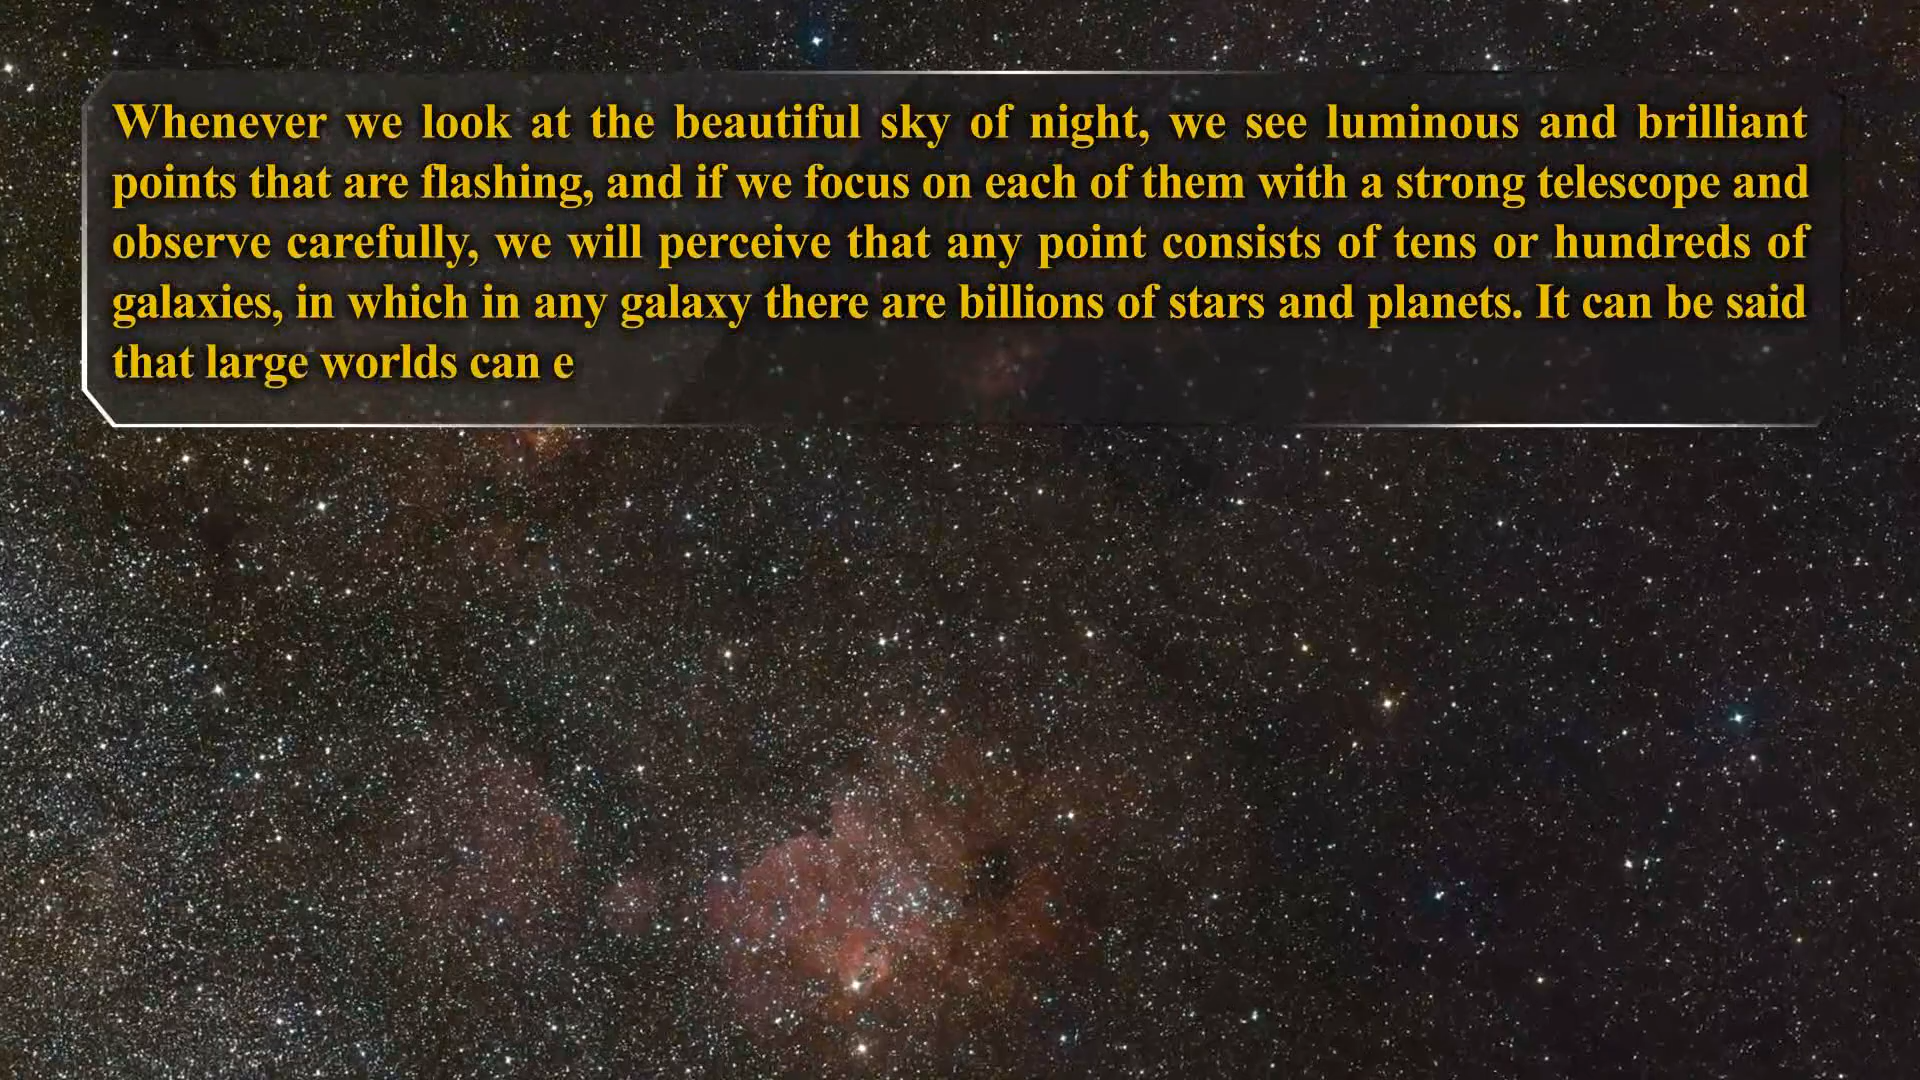 Whenever we look at the beautiful sky of night, we see luminous and brilliant
points that are flashing, and if we focus on each of them with a strong telescope and
observe carefully, we will perceive that any point consists of tens or hundreds of
galaxies, in which in any galaxy there are billions of stars and planets. It can be said
that large worlds can e